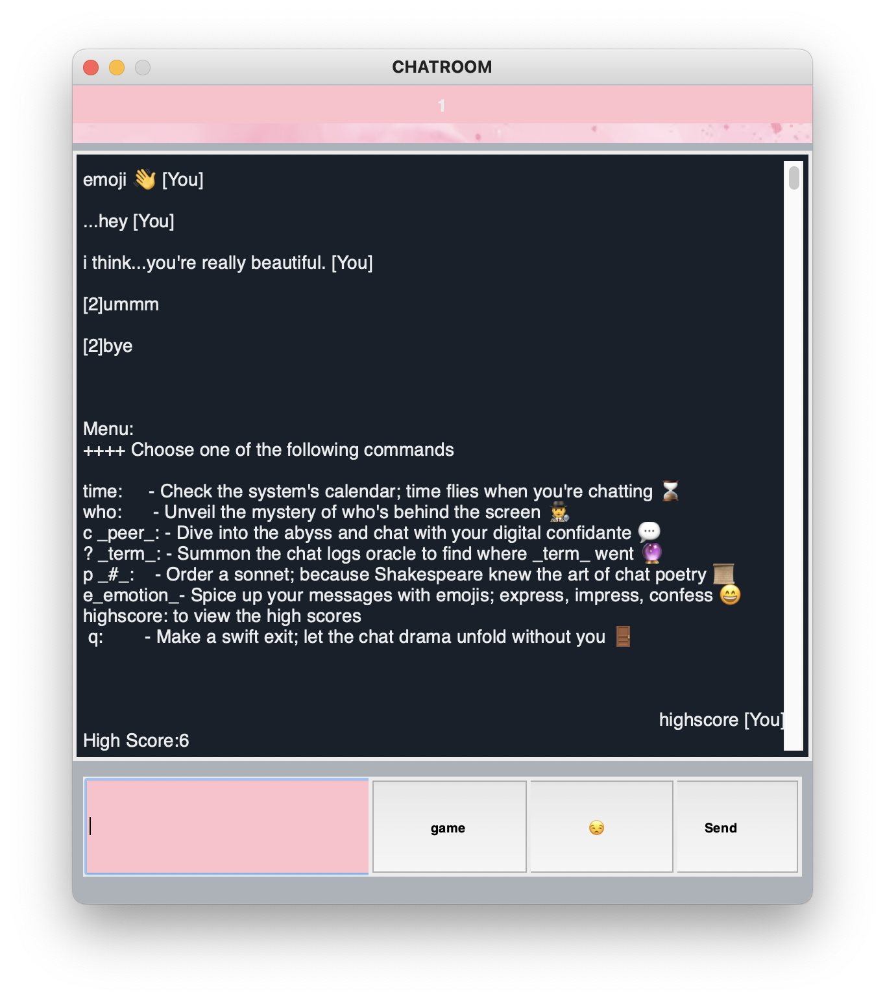 CHATROOM
1
emoji 👋 [You]
...hey [You]
i think...you're really beautiful. [You]
[2]ummm
[2]bye
Menu:
++++ Choose one of the following commands
time: - Check the system's calendar; time flies when you're chatting ⏳
who: - Unveil the mystery of who's behind the screen 🕵️
c _peer_: - Dive into the abyss and chat with your digital confidante 💬
? _term_: - Summon the chat logs oracle to find where _term_ went 🔮
p _#_: - Order a sonnet; because Shakespeare knew the art of chat poetry 📜
e_emotion_- Spice up your messages with emojis; express, impress, confess 😄
highscore: to view the high scores
q: - Make a swift exit; let the chat drama unfold without you 🚪
highscore [You]
High Score:6
game 😒 Send